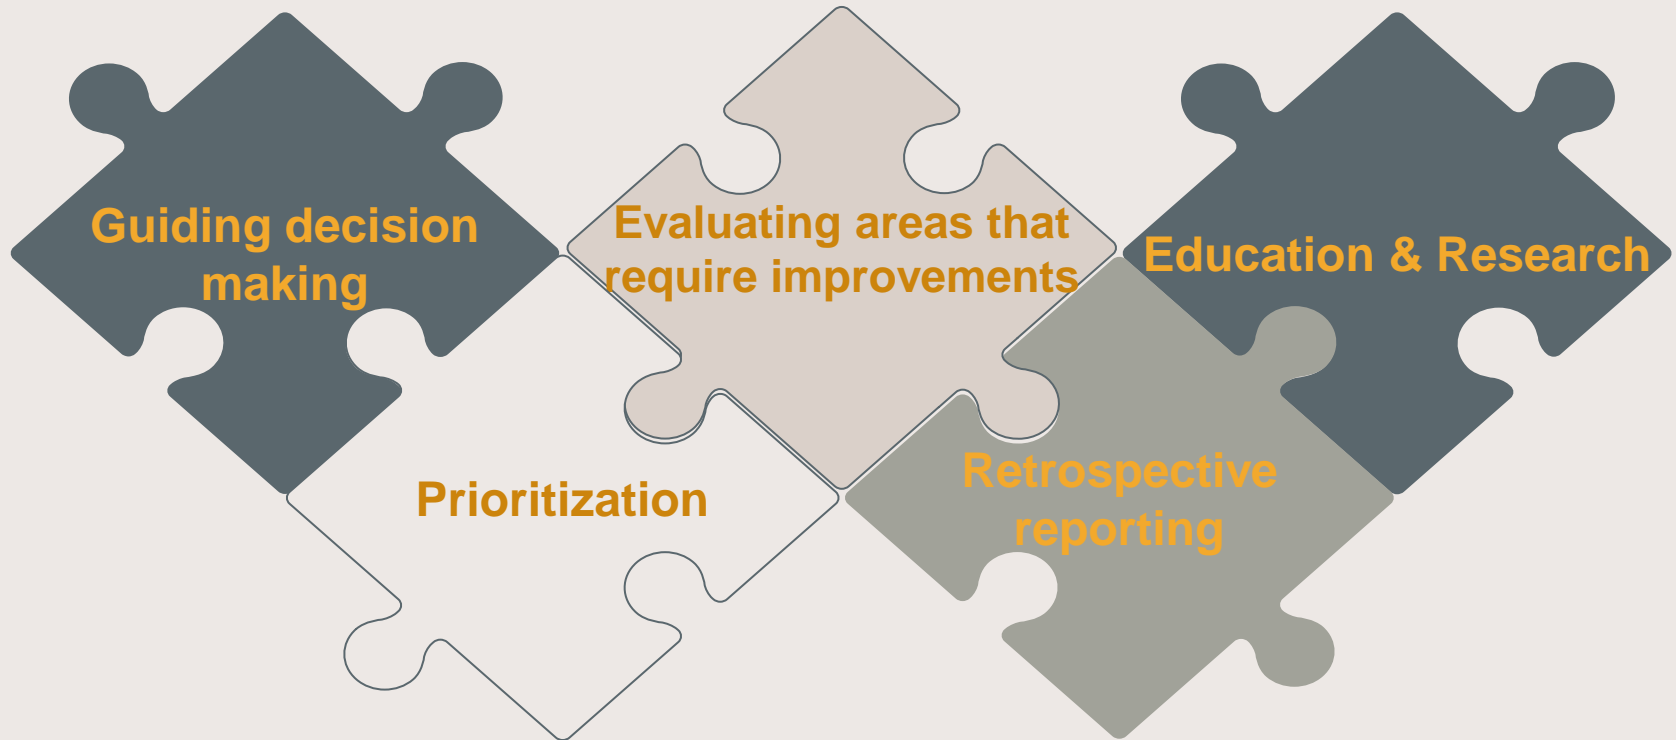 Guiding decision
making
Evaluating areas that
require improvements
Education & Research
Prioritization
Retrospective
reporting